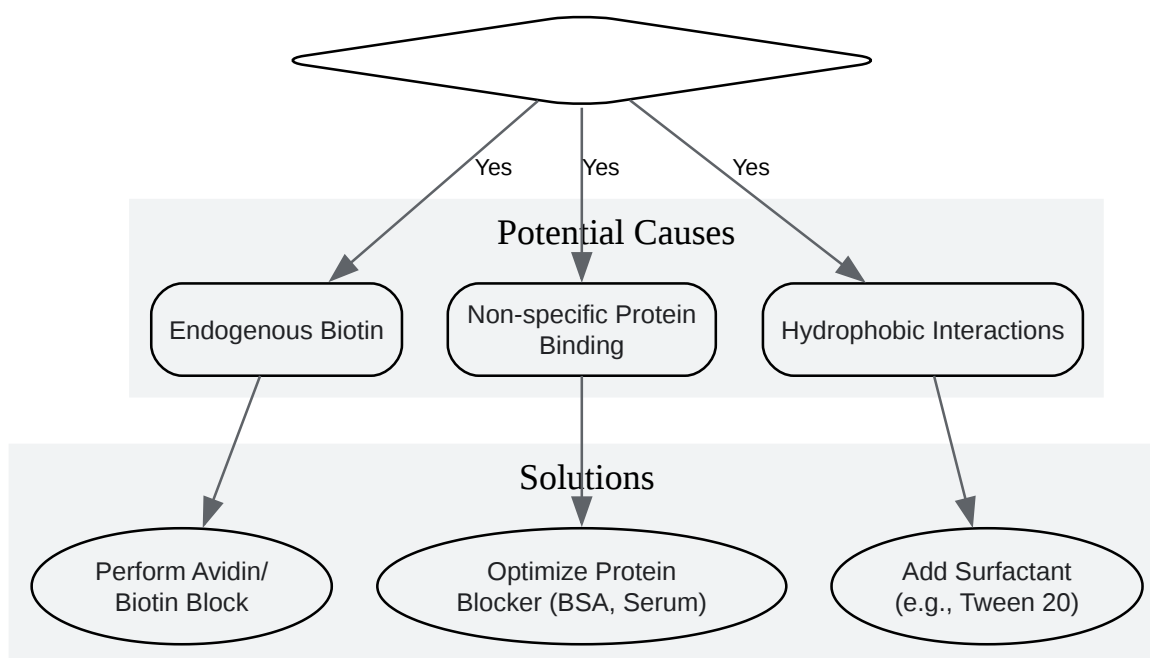 Yes
Yes
Yes
Potential Causes
Endogenous Biotin
Non-specific Protein
Binding
Hydrophobic Interactions
Solutions
Perform Avidin/
Biotin Block
Optimize Protein
Blocker (BSA, Serum)
Add Surfactant
(e.g., Tween 20)